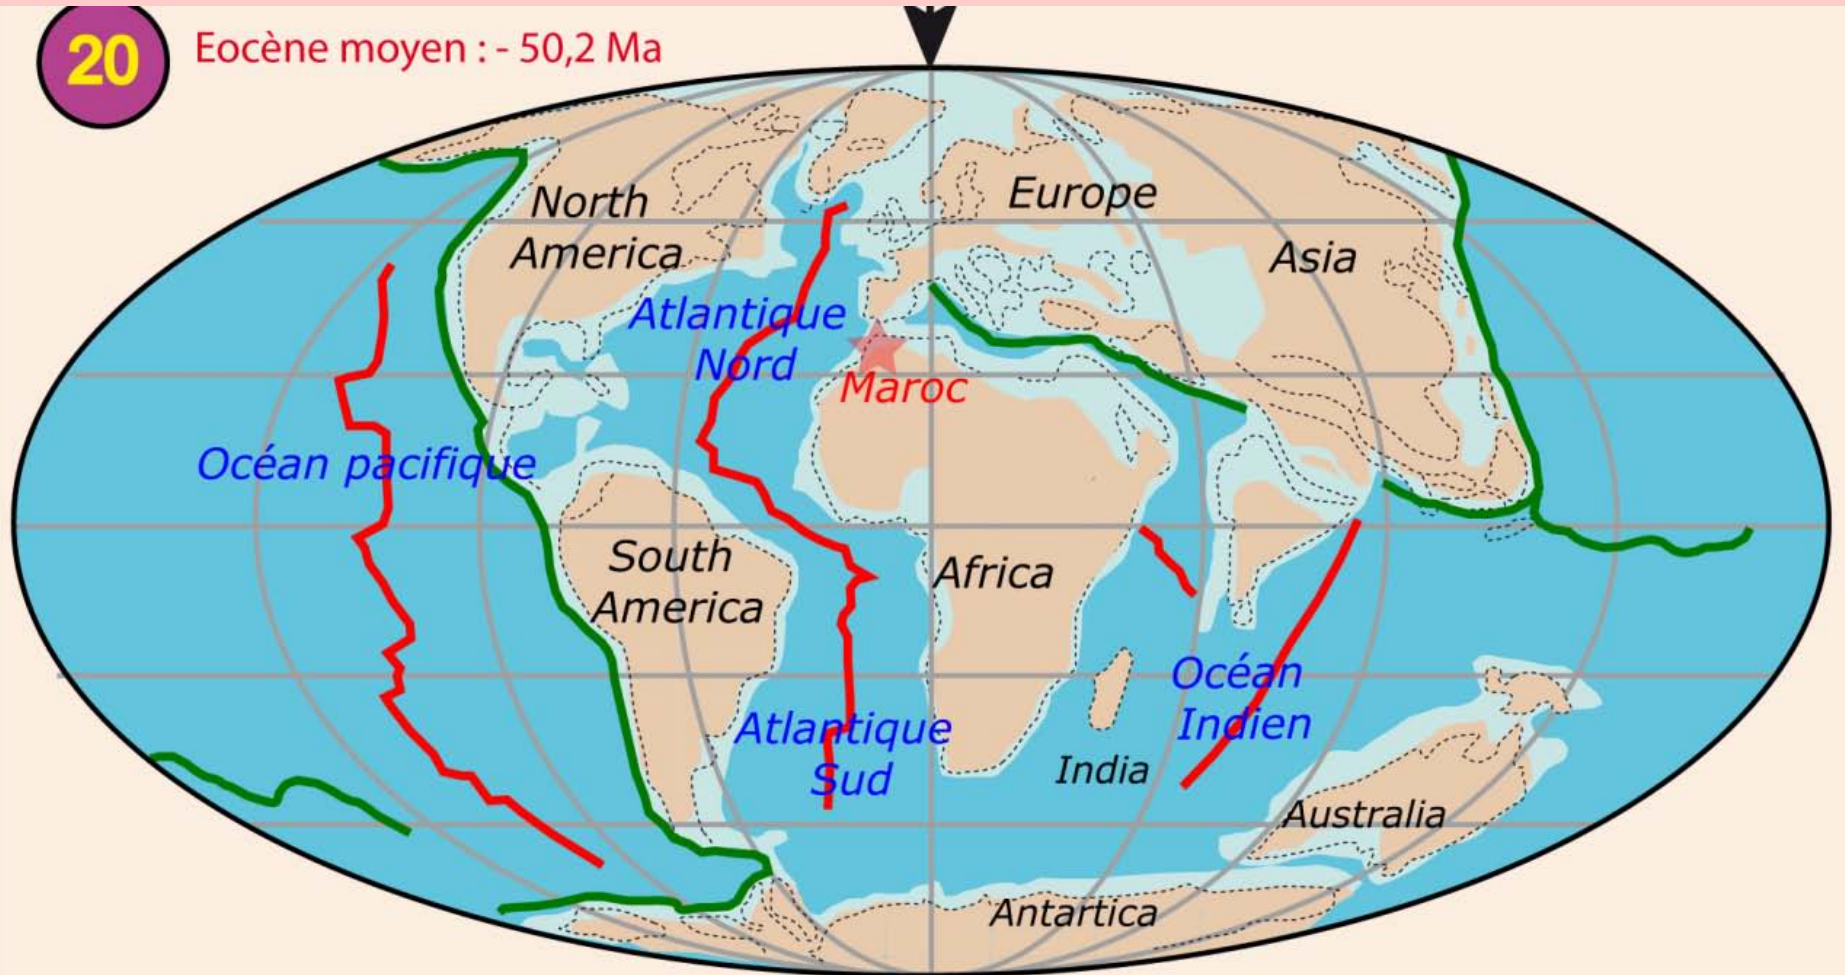 20
Eocène moyen : - 50,2 Ma
North
America
Europe
Asia
Atlantique
Nord
Maroc
Océan pacifique
South
America
Africa
Océan
Indien
Atlantique
Sud
India
Australia
Antartica